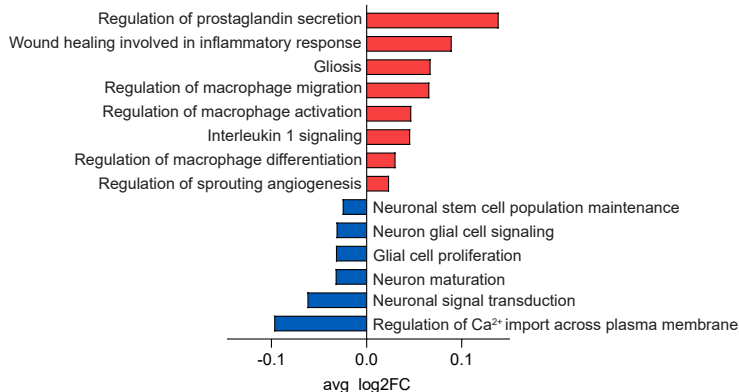 Regulation of prostaglandin secretion
Wound healing involved in inflammatory response
Gliosis
Regulation of macrophage migration
Regulation of macrophage activation
Interleukin 1 signaling
Regulation of macrophage differentiation
Regulation of sprouting angiogenesis
Neuronal stem cell population maintenance
Neuron glial cell signaling
Glial cell proliferation
Neuron maturation
Neuronal signal transduction
Regulation of Ca²⁺ import across plasma membrane
-0.1 0.0 0.1
avg_log2FC